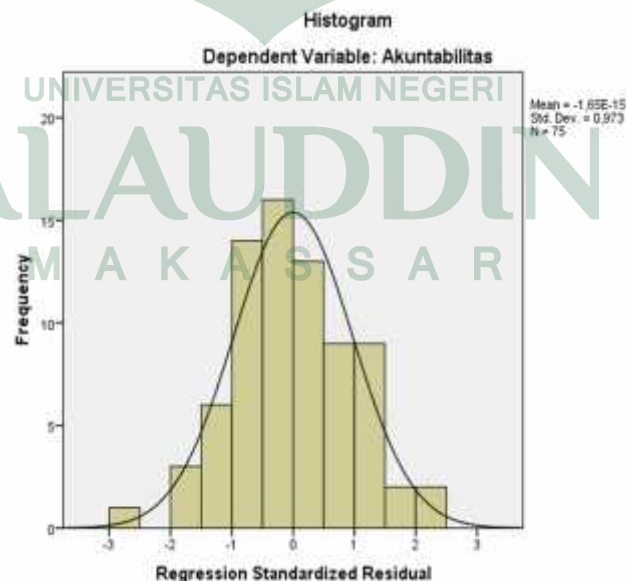 Histogram
Dependent Variable: Akuntabilitas
UNIVERSITAS ISLAM NEGERI
Mean = -1,65E-15
Std. Dev. = 0,973
N = 75
ALAUDDIN
MAKASSAR
Frequency
20
15
10
5
0
-3 -2 -1 0 1 2 3
Regression Standardized Residual